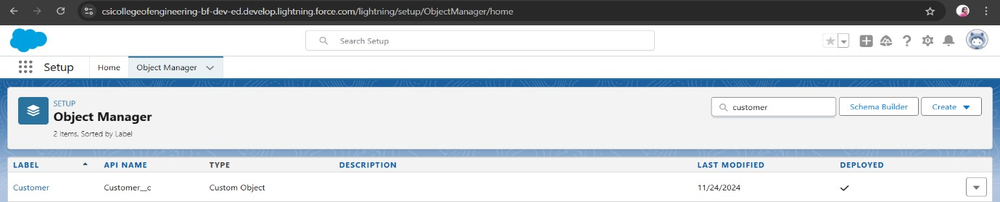 csicollegeofengineering-bf-dev-ed.develop.lightning.force.com/lightning/setup/ObjectManager/home
Search Setup
Setup Home Object Manager
SETUP
Object Manager
2 Items, Sorted by Label
customer Schema Builder Create
LABEL API NAME TYPE DESCRIPTION LAST MODIFIED DEPLOYED
Customer Customer__c Custom Object 11/24/2024